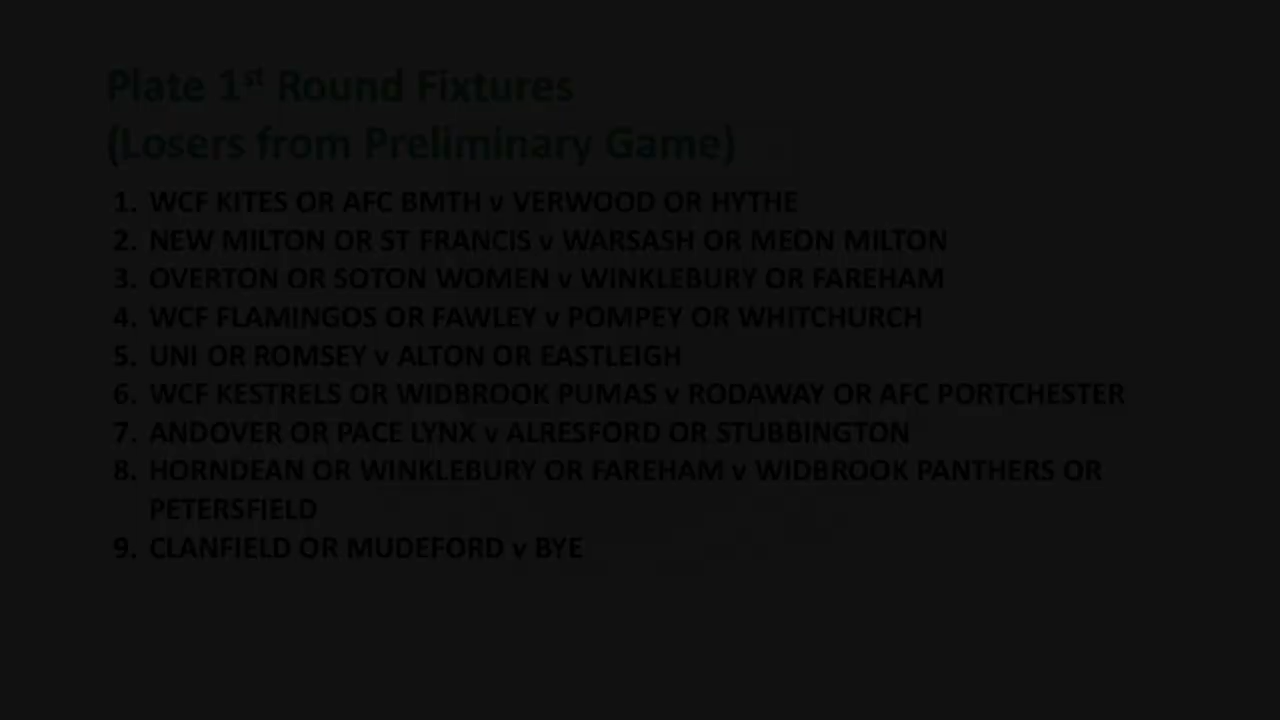 Plate 1st Round Fixtures
(Losers from Preliminary Game)
1. WCF KITES OR AFC BMTH v VERWOOD OR HYTHE
2. NEW MILTON OR ST FRANCIS v WARSASH OR MEON MILTON
3. OVERTON OR SOTON WOMEN v WINKLEBURY OR FAREHAM
4. WCF FLAMINGOS OR FAWLEY v POMPEY OR WHITCHURCH
5. UNI OR ROMSEY v ALTON OR EASTLEIGH
6. WCF KESTRELS OR WIDBROOK PUMAS v RODAWAY OR AFC PORTCHESTER
7. ANDOVER OR PACE LYNX v ALRESFORD OR STUBBINGTON
8. HORNDEAN OR WINKLEBURY OR FAREHAM v WIDBROOK PANTHERS OR
PETERSFIELD
9. CLANFIELD OR MUDEFORD v BYE